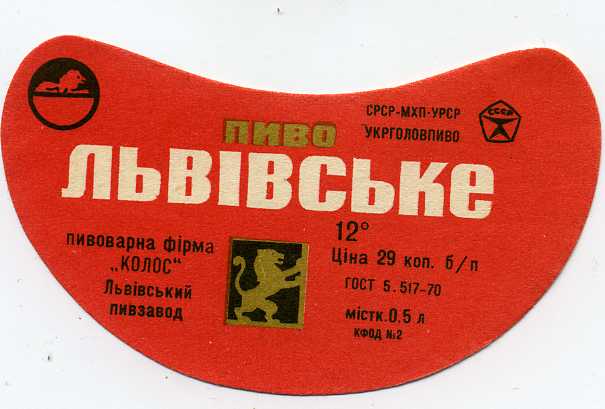 СРСР-МХП-УРСР
УКРГОЛОВПИВО
СССР
ПИВО
ЛЬВІВСЬКЕ
12°
Ціна 29 коп. б/п
ГОСТ 5.517-70
містк. 0.5 л
КФОД №2
пивоварна фірма
„КОЛОС"
Львівський
пивзавод